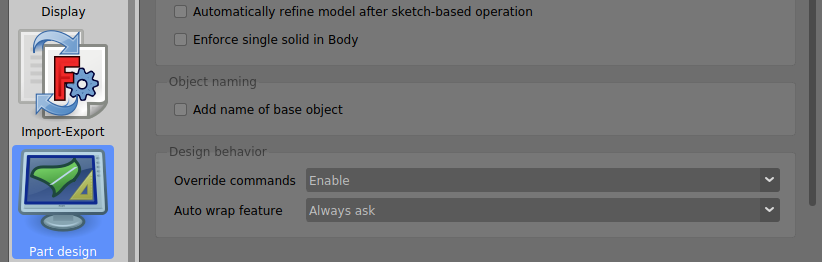 Display
Automatically refine model after sketch-based operation
Enforce single solid in Body
Import-Export
Object naming
Add name of base object
Design behavior
Override commands Enable
Auto wrap feature Always ask
Part design